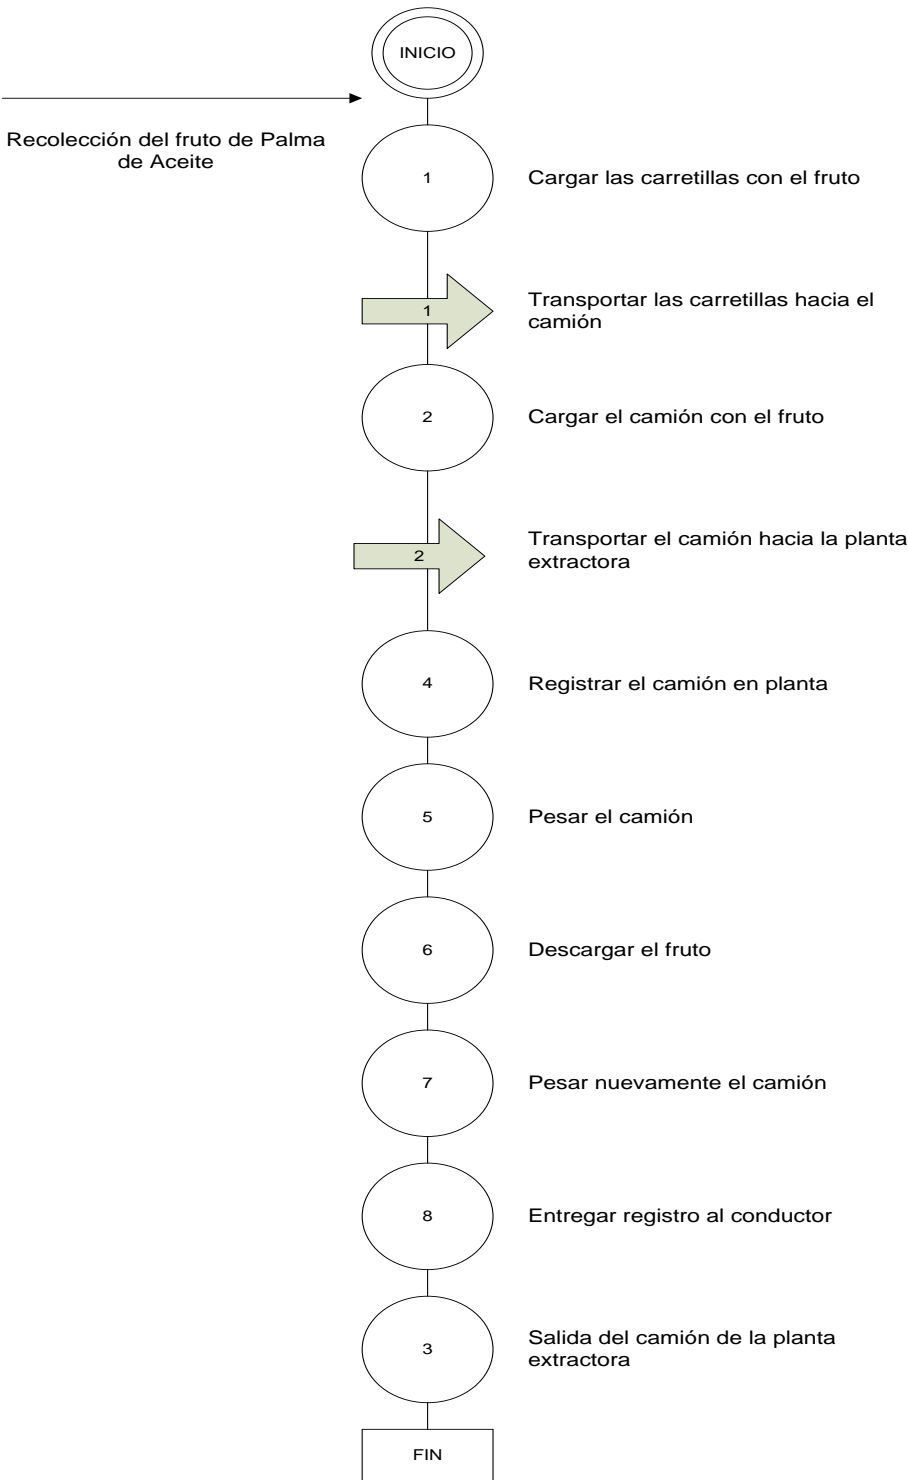 INICIO
Recolección del fruto de Palma
de Aceite
1
Cargar las carretillas con el fruto
1
Transportar las carretillas hacia el
camión
2
Cargar el camión con el fruto
2
Transportar el camión hacia la planta
extractora
4
Registrar el camión en planta
5
Pesar el camión
6
Descargar el fruto
7
Pesar nuevamente el camión
8
Entregar registro al conductor
3
Salida del camión de la planta
extractora
FIN